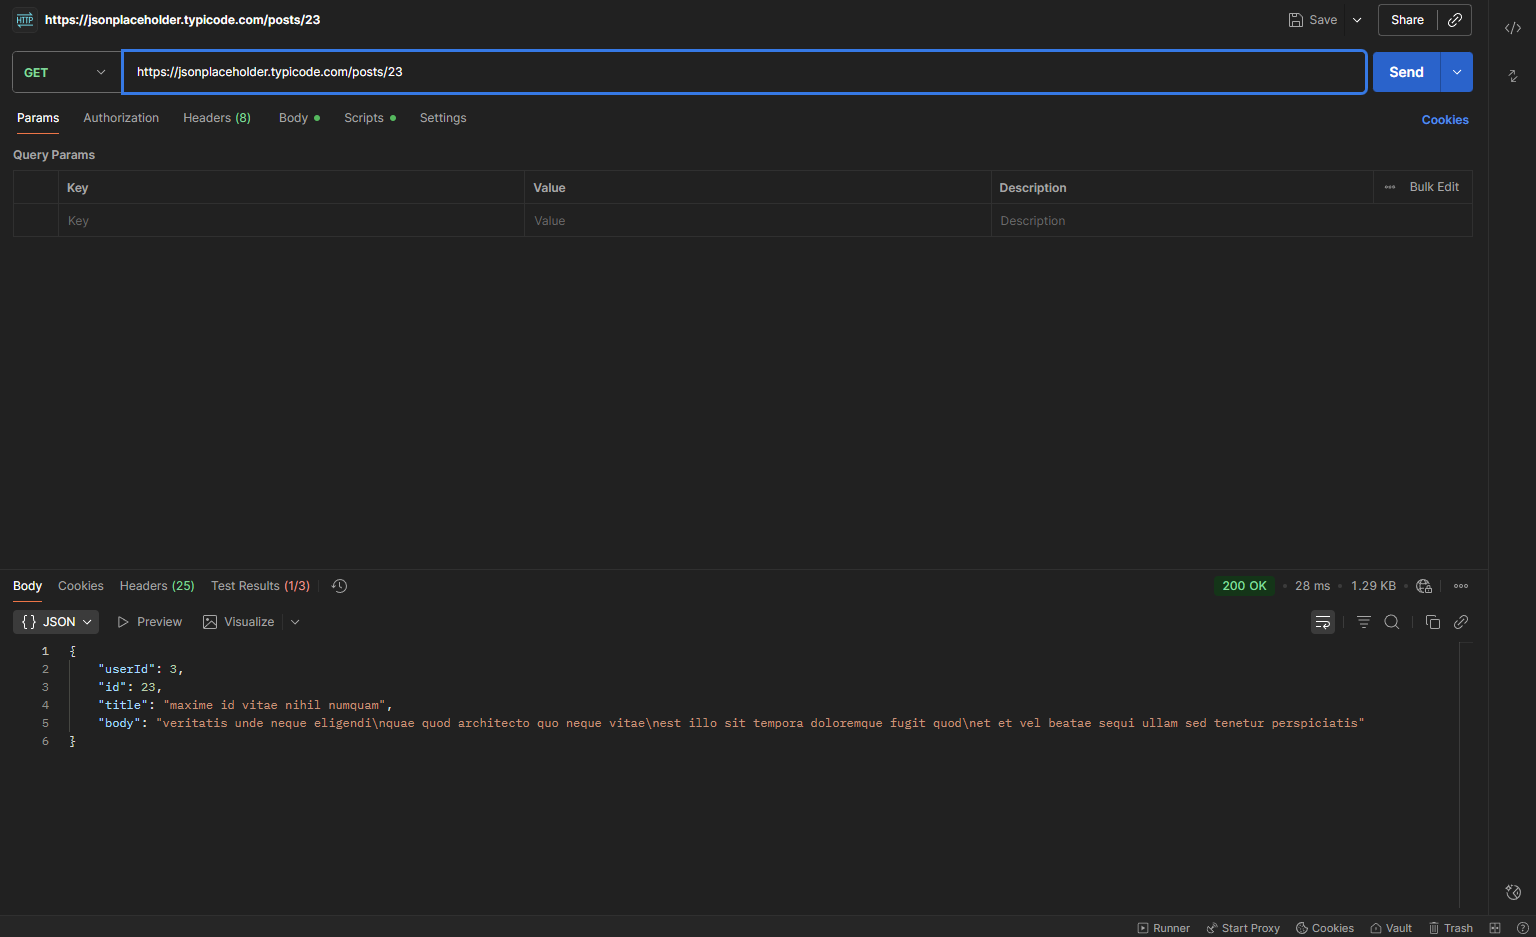 HTTP https://jsonplaceholder.typicode.com/posts/23 Save Share
GET https://jsonplaceholder.typicode.com/posts/23 Send
Params Authorization Headers (8) Body Scripts Settings Cookies
Query Params
Key Value Description Bulk Edit
Key Value Description
Body Cookies Headers (25) Test Results (1/3) 200 OK 28 ms 1.29 KB
{} JSON Preview Visualize
1 {
2 "userId": 3,
3 "id": 23,
4 "title": "maxime id vitae nihil numquam",
5 "body": "veritatis unde neque eligendi\nquae quod architecto quo neque vitae\nest illo sit tempora doloremque fugit quod\net et vel beatae sequi ullam sed tenetur perspiciatis"
6 }
Runner Start Proxy Cookies Vault Trash